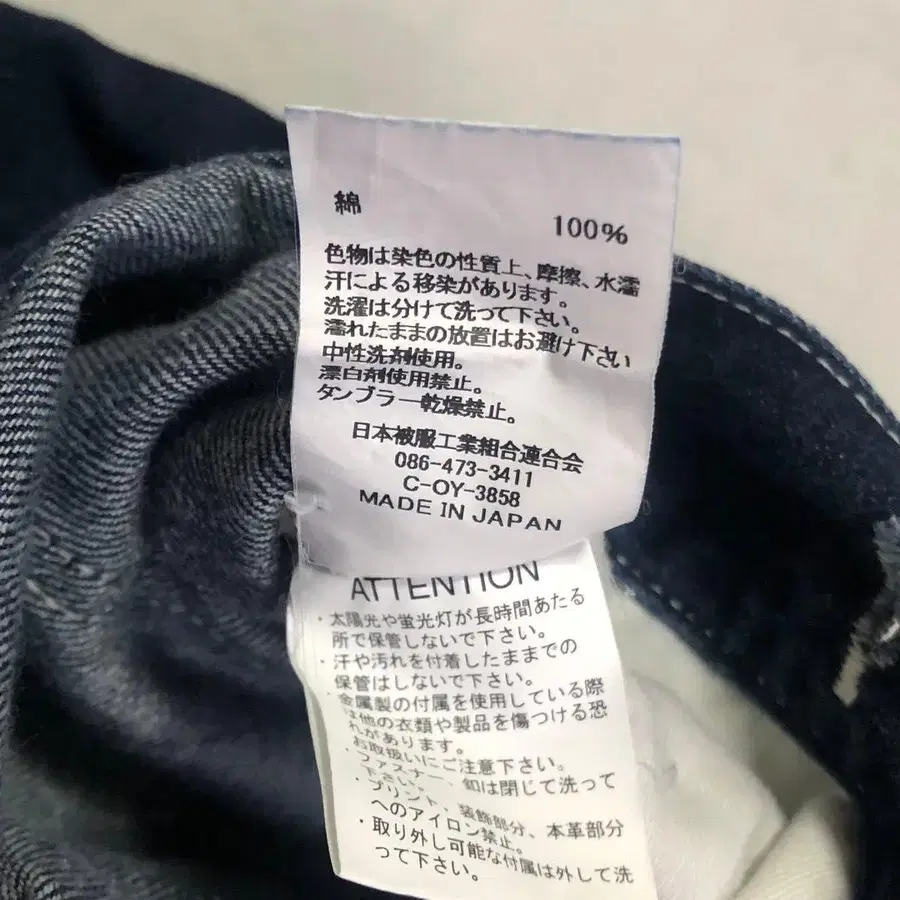 綿 100%
色物は染色の性質上、摩擦、水濡
汗による移染があります。
洗濯は分けて洗って下さい。
濡れたままの放置はお避け下さい
中性洗剤使用。
漂白剤使用禁止。
タンブラー乾燥禁止。
日本被服工業組合連合会
086-473-3411
C-OY-3858
MADE IN JAPAN
ATTENTION
・太陽光や蛍光灯が長時間あたる
所で保管しないで下さい。
・汗や汚れを付着したままでの
保管はしないで下さい。
・金属製の付属を使用している際
は他の衣類や製品を傷つける恐
れがあります。
お取扱いにご注意下さい。
・ファスナー、釦は閉じて洗って
下さい。
・プリント、装飾部分、本革部分
へのアイロン禁止。
・取り外し可能な付属は外して洗
って下さい。